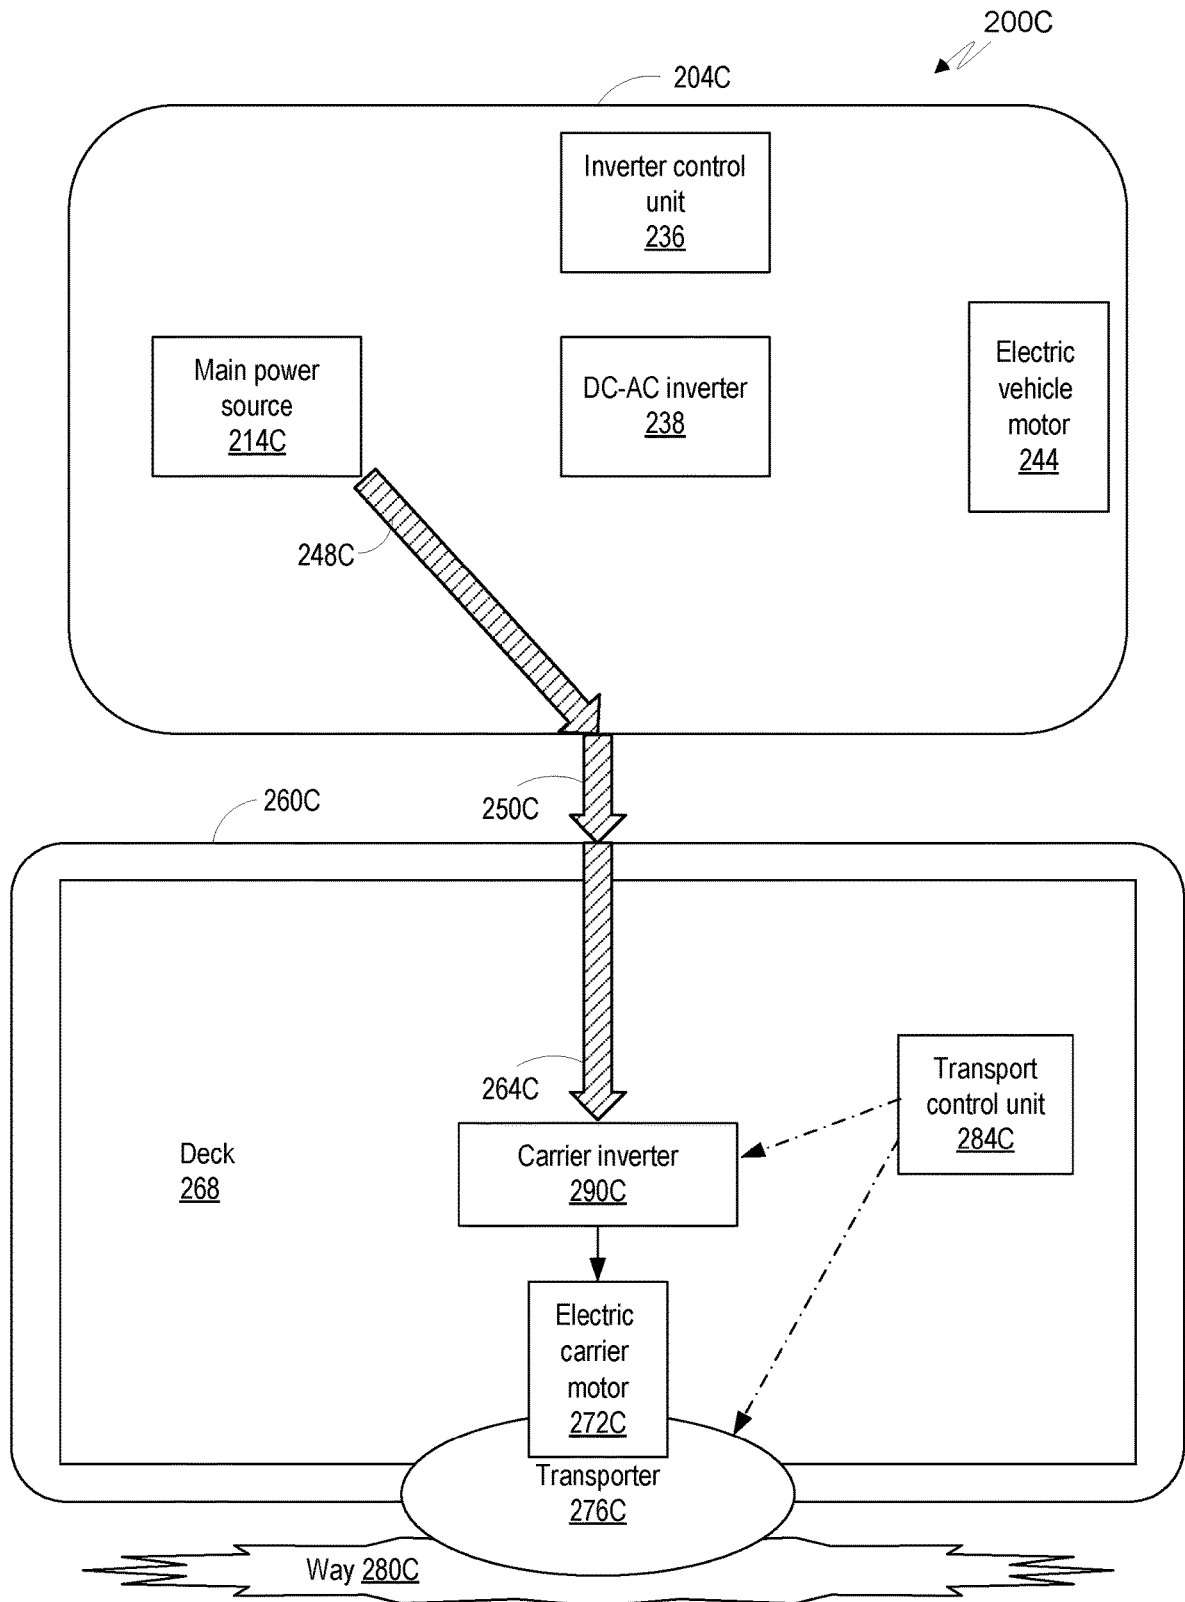 200C
204C
Inverter control
unit
236
Main power
source
214C
DC-AC inverter
238
Electric
vehicle
motor
244
248C
250C
260C
264C
Transport
control unit
284C
Deck
268
Carrier inverter
290C
Electric
carrier
motor
272C
Transporter
276C
Way 280C